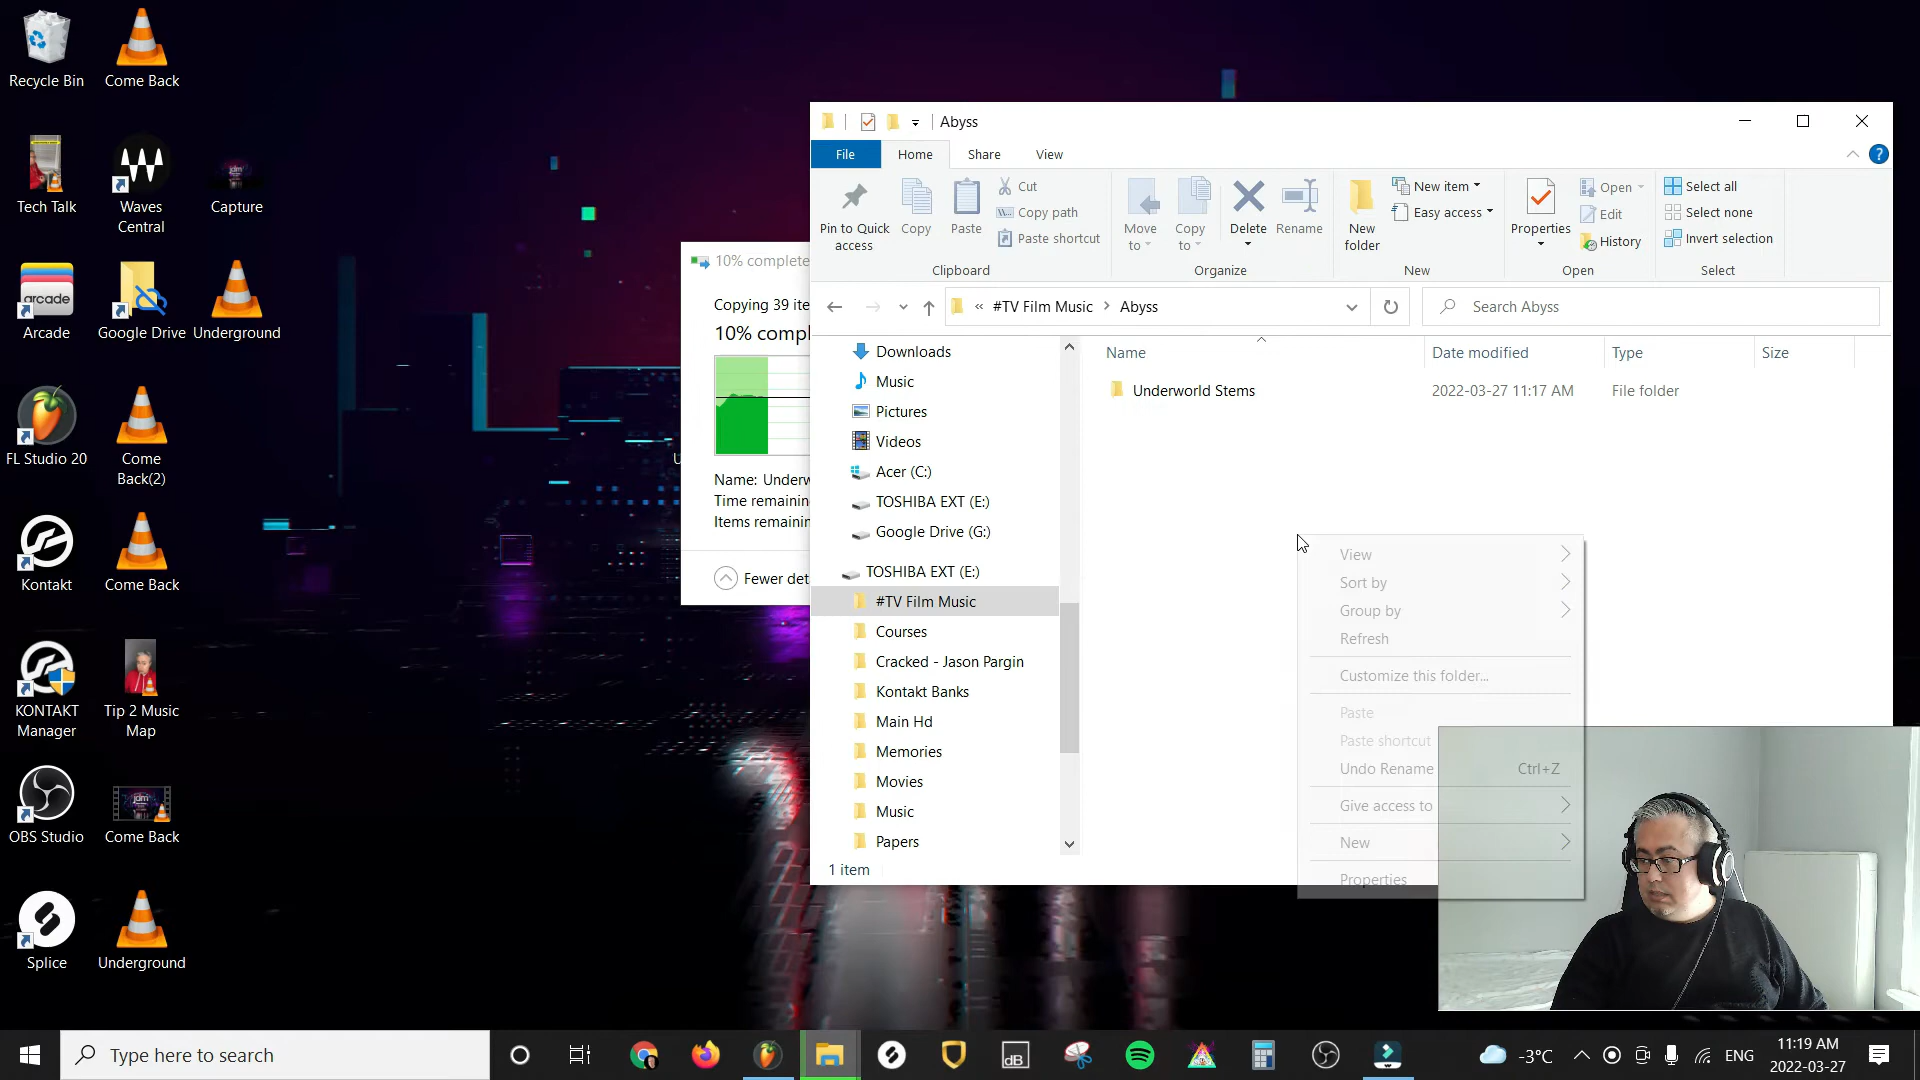 Recycle Bin
Come Back
Tech Talk
Waves
Central
Capture
arcade
Arcade
Google Drive
Underground
FL Studio 20
Come
Back(2)
Kontakt
Come Back
KONTAKT
Manager
Tip 2 Music
Map
OBS Studio
jdm
Come Back
Splice
Underground
10% complete
Copying 39 ite
10% compl
Name: Underw
Time remainin
Items remainin
Fewer det
Abyss
File
Home
Share
View
Pin to Quick
access
Copy
Paste
Cut
Copy path
Paste shortcut
Clipboard
Move
to
Copy
to
Delete
Rename
Organize
New
folder
New item
Easy access
New
Properties
Open
Edit
History
Open
Select all
Select none
Invert selection
Select
« #TV Film Music > Abyss
Search Abyss
Name
Date modified
Type
Size
Underworld Stems
2022-03-27 11:17 AM
File folder
Downloads
Music
Pictures
Videos
Acer (C:)
TOSHIBA EXT (E:)
Google Drive (G:)
TOSHIBA EXT (E:)
#TV Film Music
Courses
Cracked - Jason Pargin
Kontakt Banks
Main Hd
Memories
Movies
Music
Papers
1 item
View
Sort by
Group by
Refresh
Customize this folder...
Paste
Paste shortcut
Undo Rename Ctrl+Z
Give access to
New
Properties
Type here to search
dB
-3°C
ENG
11:19 AM
2022-03-27